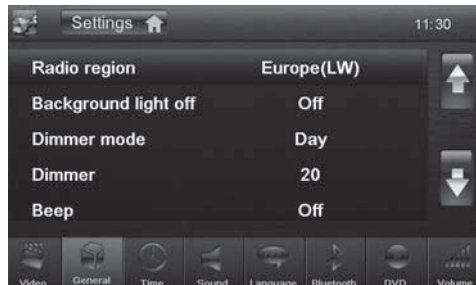 Settings 11:30
Radio region Europe(LW)
Background light off Off
Dimmer mode Day
Dimmer 20
Beep Off
Video General Time Sound Language Bluetooth DVD Volume